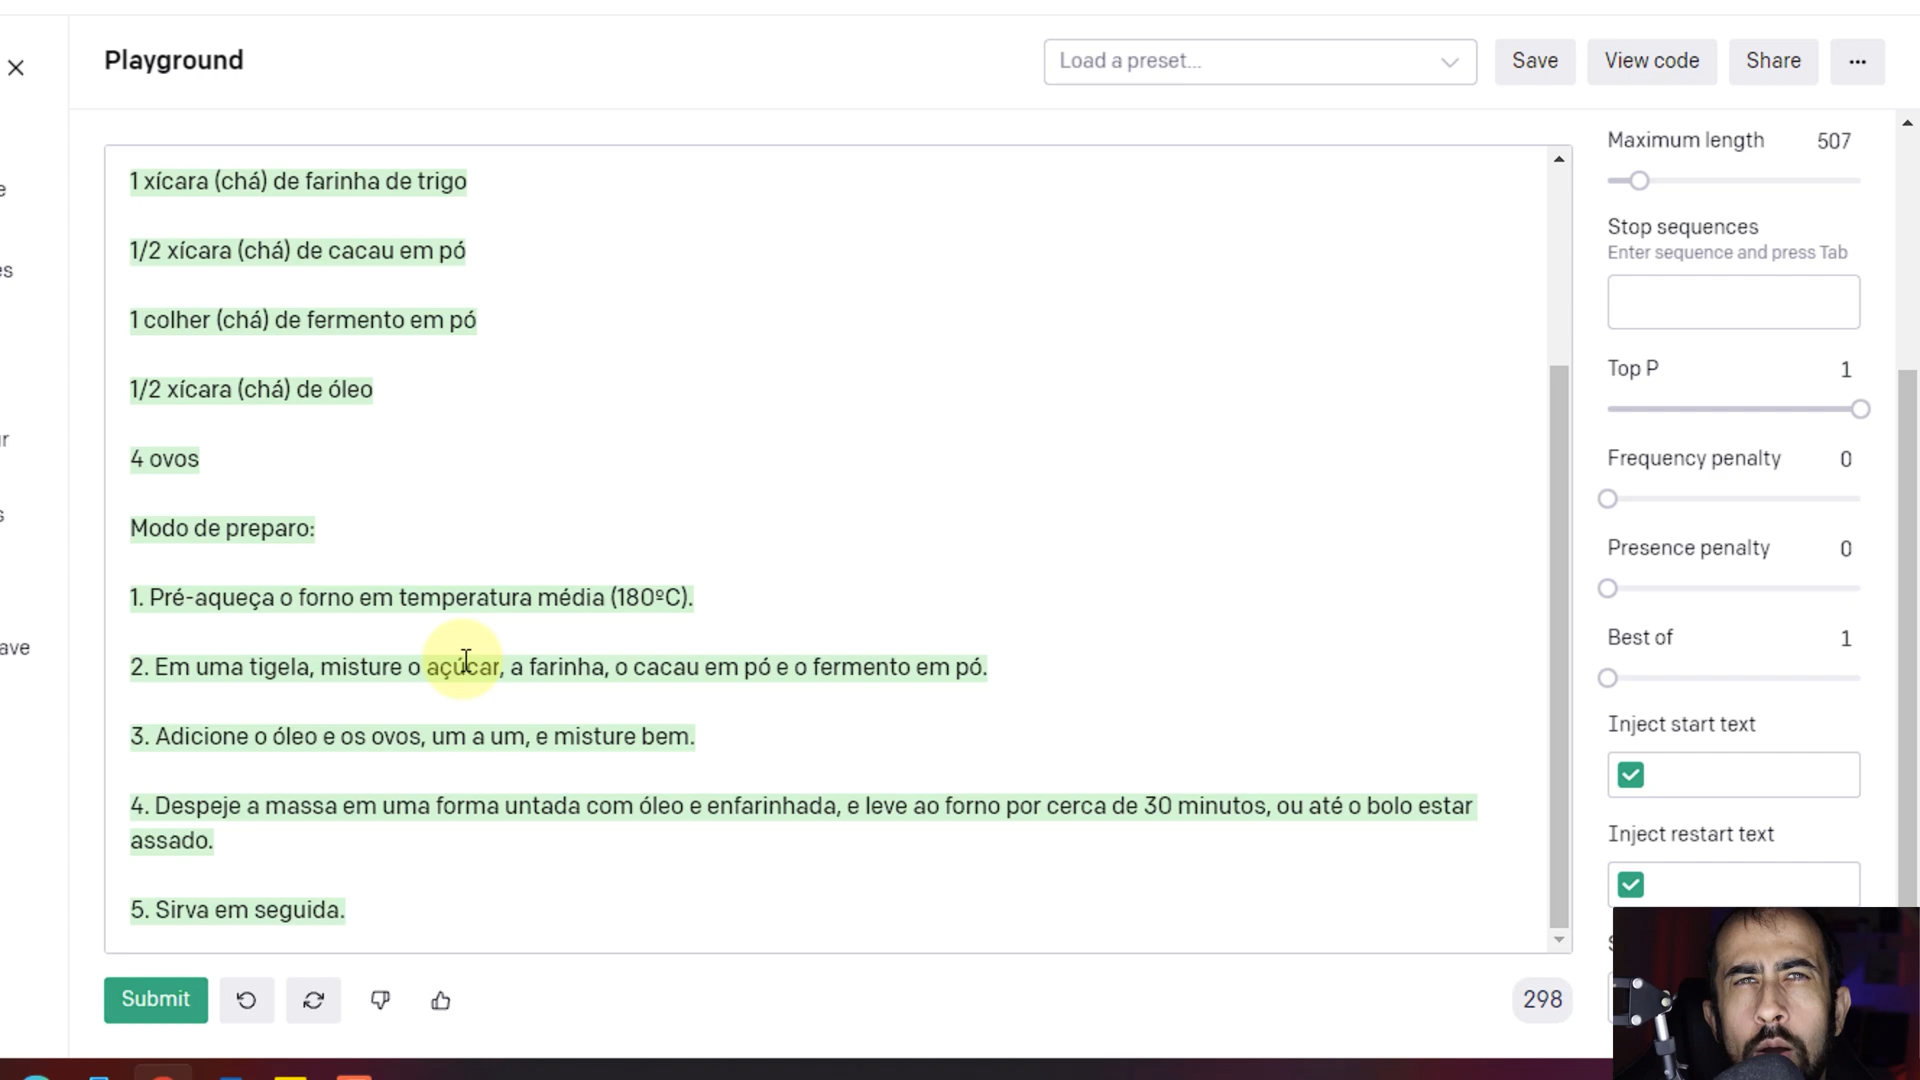 Playground
Load a preset...
Save
View code
Share
...
e
es
ur
s
ave
1 xícara (chá) de farinha de trigo
1/2 xícara (chá) de cacau em pó
1 colher (chá) de fermento em pó
1/2 xícara (chá) de óleo
4 ovos
Modo de preparo:
1. Pré-aqueça o forno em temperatura média (180ºC).
2. Em uma tigela, misture o açúcar, a farinha, o cacau em pó e o fermento em pó.
3. Adicione o óleo e os ovos, um a um, e misture bem.
4. Despeje a massa em uma forma untada com óleo e enfarinhada, e leve ao forno por cerca de 30 minutos, ou até o bolo estar
assado.
5. Sirva em seguida.
Submit
298
Maximum length 507
Stop sequences
Enter sequence and press Tab
Top P 1
Frequency penalty 0
Presence penalty 0
Best of 1
Inject start text
Inject restart text